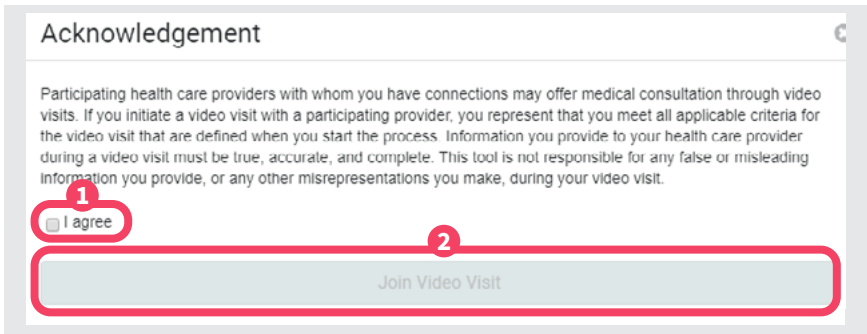 Acknowledgement
Participating health care providers with whom you have connections may offer medical consultation through video
visits. If you initiate a video visit with a participating provider, you represent that you meet all applicable criteria for
the video visit that are defined when you start the process. Information you provide to your health care provider
during a video visit must be true, accurate, and complete. This tool is not responsible for any false or misleading
information you provide, or any other misrepresentations you make, during your video visit.
1
I agree
2
Join Video Visit